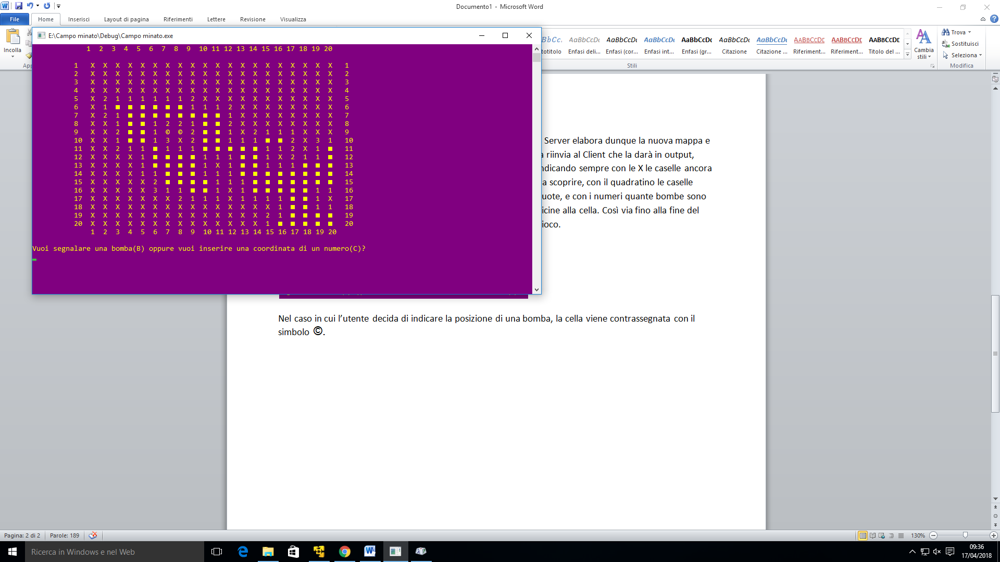 Documento1 - Microsoft Word
File Home Inserisci Layout di pagina Riferimenti Lettere Revisione Visualizza
E:\Campo minato\Debug\Campo minato.exe
Incolla
AaBbCcDc AaBbCcDc AaBbCcDc AaBbCcDc AaBbCcDc AaBbCcDc AABBCCDE AABBCCDE AABBCCDE
Enfasi deli... Enfasi (cor... Enfasi int... Enfasi (gr... Citazione Citazione ... Riferiment... Riferiment... Titolo del ...
Cambia
stili
Trova
Sostituisci
Seleziona
Stili
Modifica
1 2 3 4 5 6 7 8 9 10 11 12 13 14 15 16 17 18 19 20
1 X X X X X X X X X X X X X X X X X X X X 1
2 X X X X X X X X X X X X X X X X X X X X 2
3 X X X X X X X X X X X X X X X X X X X X 3
4 X X X X X X X X X X X X X X X X X X X X 4
5 X 2 1 1 1 1 1 1 2 X X X X X X X X X X X 5
6 X 1 ■ ■ ■ ■ ■ ■ 1 1 1 2 X X X X X X X X 6
7 X 2 1 ■ ■ ■ ■ ■ ■ ■ ■ 1 X X X X X X X X 7
8 X X 1 ■ ■ 1 2 2 1 ■ ■ 2 X X X X X X X X 8
9 X X 2 ■ ■ 1 © © 2 ■ ■ 1 X 2 1 1 1 X X X 9
10 X X 1 ■ ■ 1 3 X 2 ■ ■ 1 1 1 ■ ■ 2 X 3 1 10
11 X X 2 1 1 ■ 1 1 1 ■ ■ ■ ■ ■ 1 1 2 X 1 ■ 11
12 X X X X 1 ■ ■ ■ ■ 1 1 1 ■ ■ 1 X 2 1 1 ■ 12
13 X X X X 1 ■ ■ ■ ■ 1 X 1 ■ ■ 1 1 1 ■ ■ ■ 13
14 X X X X 1 1 ■ ■ ■ 1 1 1 ■ ■ ■ ■ ■ ■ ■ ■ 14
15 X X X X X 2 ■ ■ ■ ■ 1 1 1 ■ ■ ■ ■ ■ ■ ■ 15
16 X X X X X 3 1 1 ■ ■ 1 X 1 ■ ■ ■ ■ ■ 1 1 16
17 X X X X X X X 2 1 1 1 X 1 1 1 1 ■ ■ 1 X 17
18 X X X X X X X X X X X X X X X 1 ■ ■ 1 1 18
19 X X X X X X X X X X X X X X 2 1 ■ ■ ■ ■ 19
20 X X X X X X X X X X X X X X 1 ■ ■ ■ ■ ■ 20
1 2 3 4 5 6 7 8 9 10 11 12 13 14 15 16 17 18 19 20
Vuoi segnalare una bomba(B) oppure vuoi inserire una coordinata di un numero(C)?
Server elabora dunque la nuova mappa e
riinvia al Client che la darà in output,
ndicando sempre con le X le caselle ancora
a scoprire, con il quadratino le caselle
uote, e con i numeri quante bombe sono
icine alla cella. Così via fino alla fine del
ioco.
Nel caso in cui l’utente decida di indicare la posizione di una bomba, la cella viene contrassegnata con il
simbolo ©.
Pagina: 2 di 2 Parole: 189
130%
Ricerca in Windows e nel Web
09:36
17/04/2018